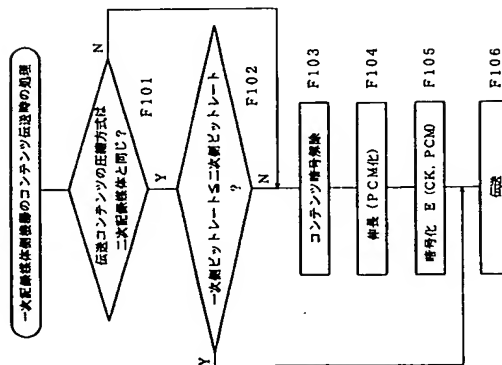 一次記録媒体側機器のコンテンツ伝送時の処理
伝送コンテンツの圧縮方式は
二次記録媒体と同じ?
F101
N
Y
一次側ビットレート≦二次側ビットレート
?
F102
Y
N
コンテンツ暗号解除
F103
伸長(PCM化)
F104
暗号化 E(CK, PCM)
F105
伝送
F106